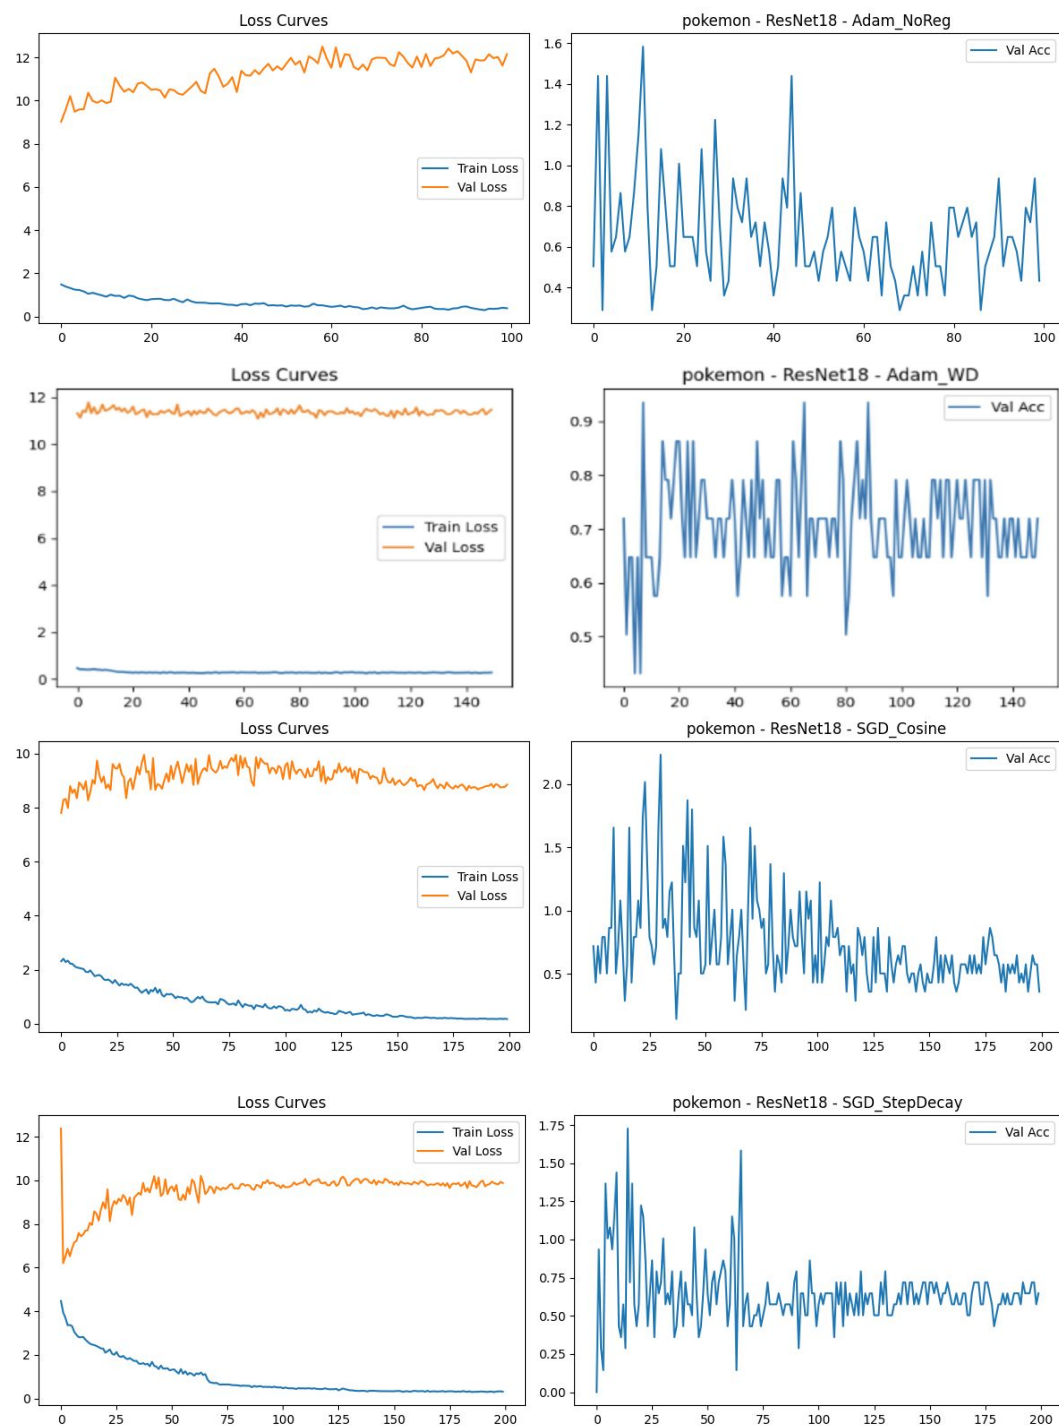 Loss Curves
pokemon - ResNet18 - Adam_NoReg
12
10
8
6
4
2
0
Train Loss
Val Loss
0 20 40 60 80 100
1.6
1.4
1.2
1.0
0.8
0.6
0.4
Val Acc
0 20 40 60 80 100
Loss Curves
pokemon - ResNet18 - Adam_WD
12
10
8
6
4
2
0
Train Loss
Val Loss
0 20 40 60 80 100 120 140
0.9
0.8
0.7
0.6
0.5
Val Acc
0 20 40 60 80 100 120 140
Loss Curves
pokemon - ResNet18 - SGD_Cosine
10
8
6
4
2
0
Train Loss
Val Loss
0 25 50 75 100 125 150 175 200
2.0
1.5
1.0
0.5
Val Acc
0 25 50 75 100 125 150 175 200
Loss Curves
pokemon - ResNet18 - SGD_StepDecay
12
10
8
6
4
2
0
Train Loss
Val Loss
0 25 50 75 100 125 150 175 200
1.75
1.50
1.25
1.00
0.75
0.50
0.25
0.00
Val Acc
0 25 50 75 100 125 150 175 200